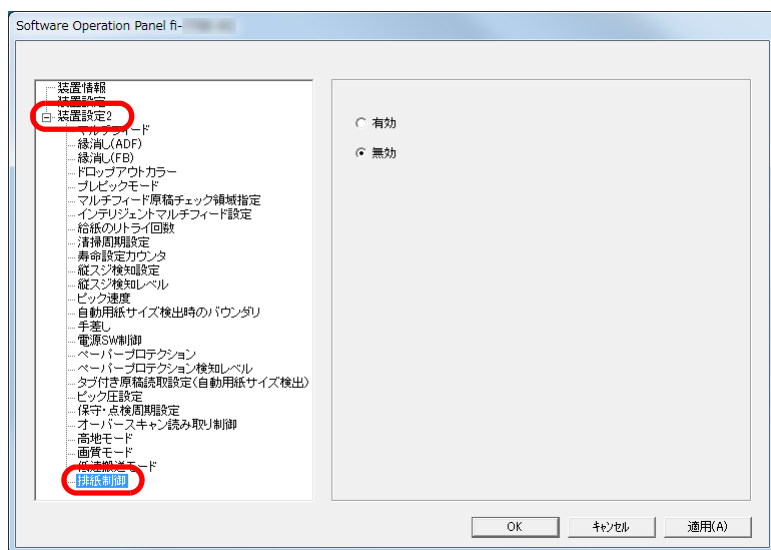 Software Operation Panel fi-
装置情報
装置設定
装置設定2
マルチフィード
縁消し(ADF)
縁消し(FB)
ドロップアウトカラー
プレピックモード
マルチフィード原稿チェック領域指定
インテリジェントマルチフィード設定
給紙のリトライ回数
清掃周期設定
寿命設定カウンタ
縦スジ検知設定
縦スジ検知レベル
ピック速度
自動用紙サイズ検出時のバウンダリ
手差し
電源SW制御
ペーパープロテクション
ペーパープロテクション検知レベル
タブ付き原稿読取設定(自動用紙サイズ検出)
ピック圧設定
保守・点検周期設定
オーバースキャン読み取り制御
高地モード
画質モード
低速搬送モード
排紙制御
有効
無効
OK
キャンセル
適用(A)